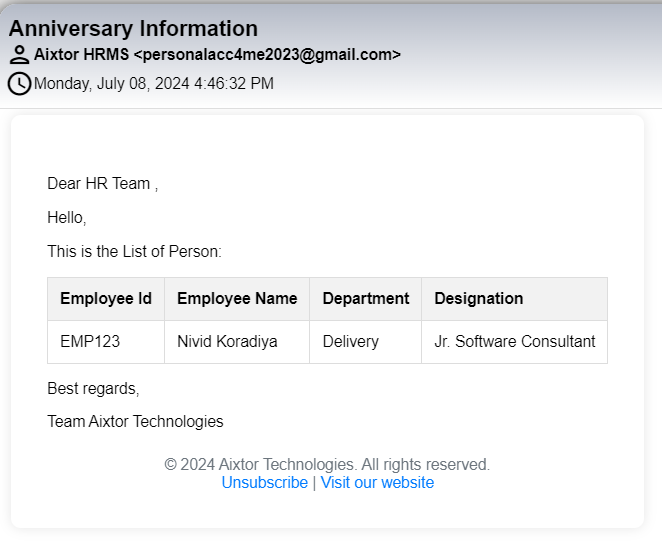 Anniversary Information
Aixtor HRMS <personalacc4me2023@gmail.com>
Monday, July 08, 2024 4:46:32 PM
Dear HR Team ,
Hello,
This is the List of Person:
Employee Id Employee Name Department Designation
EMP123 Nivid Koradiya Delivery Jr. Software Consultant
Best regards,
Team Aixtor Technologies
© 2024 Aixtor Technologies. All rights reserved.
Unsubscribe | Visit our website